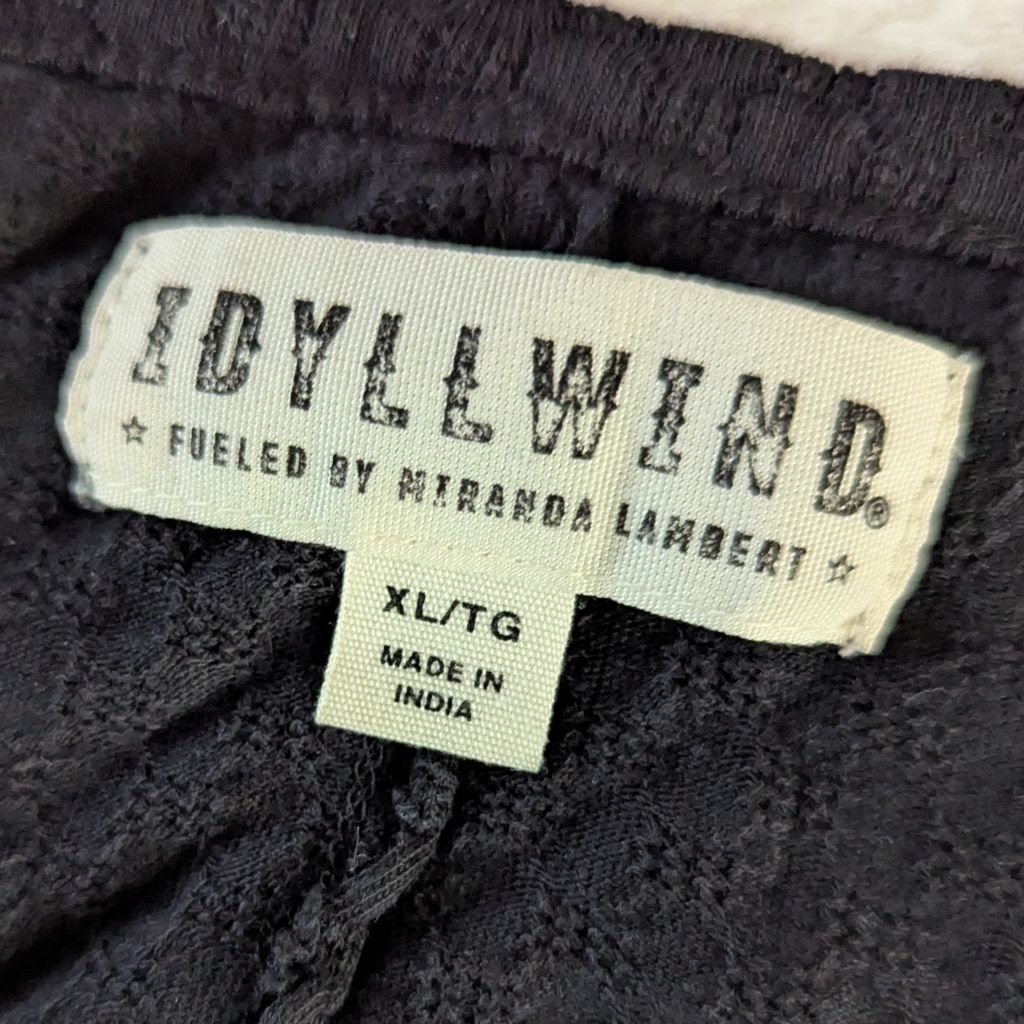 IDYLLWIND®
☆ FUELED BY MIRANDA LAMBERT ☆
XL/TG
MADE IN
INDIA